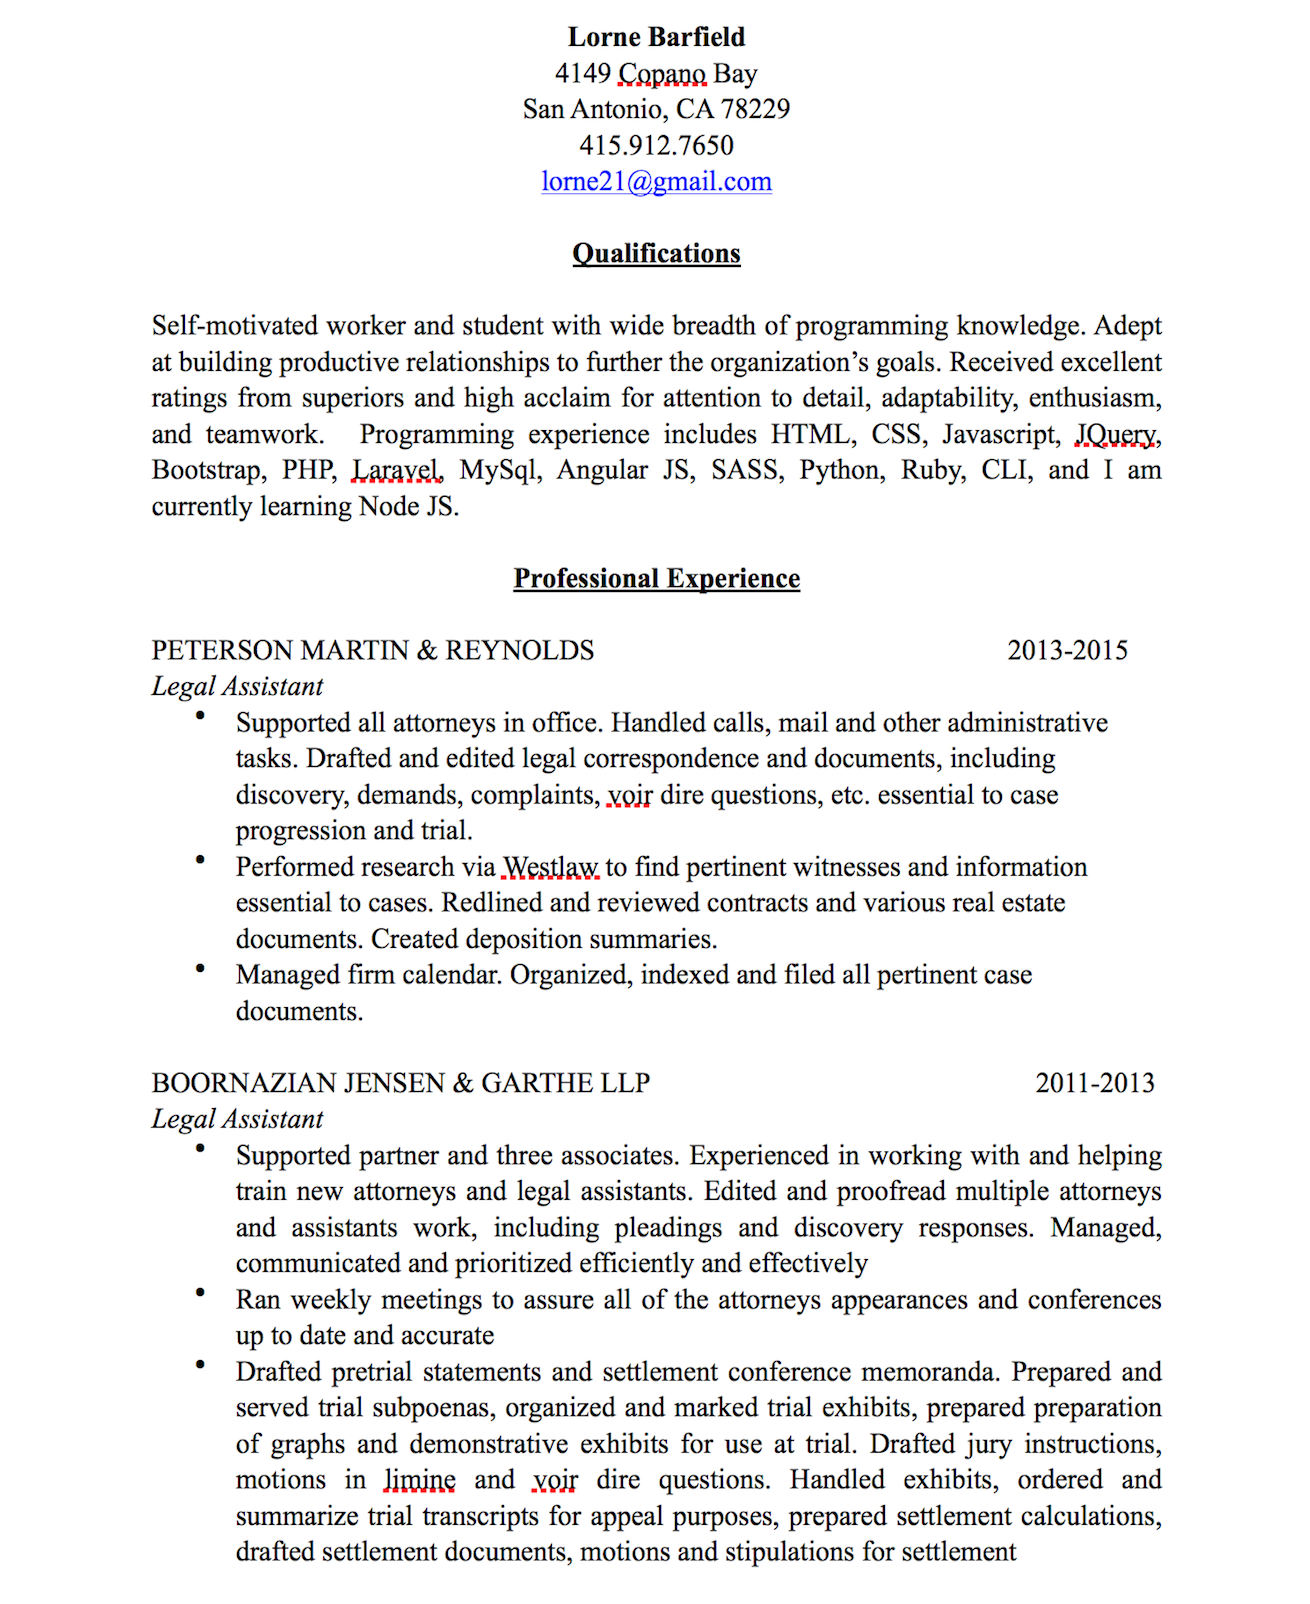 Lorne Barfield
4149 Copano Bay
San Antonio, CA 78229
415.912.7650
lorne21@gmail.com
Qualifications
Self-motivated worker and student with wide breadth of programming knowledge. Adept
at building productive relationships to further the organization’s goals. Received excellent
ratings from superiors and high acclaim for attention to detail, adaptability, enthusiasm,
and teamwork.  Programming experience includes HTML, CSS, Javascript, JQuery,
Bootstrap, PHP, Laravel, MySql, Angular JS, SASS, Python, Ruby, CLI, and I am
currently learning Node JS.
Professional Experience
PETERSON MARTIN & REYNOLDS 2013-2015
Legal Assistant
• Supported all attorneys in office. Handled calls, mail and other administrative
tasks. Drafted and edited legal correspondence and documents, including
discovery, demands, complaints, voir dire questions, etc. essential to case
progression and trial.
• Performed research via Westlaw to find pertinent witnesses and information
essential to cases. Redlined and reviewed contracts and various real estate
documents. Created deposition summaries.
• Managed firm calendar. Organized, indexed and filed all pertinent case
documents.
BOORNAZIAN JENSEN & GARTHE LLP 2011-2013
Legal Assistant
• Supported partner and three associates. Experienced in working with and helping
train new attorneys and legal assistants. Edited and proofread multiple attorneys
and assistants work, including pleadings and discovery responses. Managed,
communicated and prioritized efficiently and effectively
• Ran weekly meetings to assure all of the attorneys appearances and conferences
up to date and accurate
• Drafted pretrial statements and settlement conference memoranda. Prepared and
served trial subpoenas, organized and marked trial exhibits, prepared preparation
of graphs and demonstrative exhibits for use at trial. Drafted jury instructions,
motions in limine and voir dire questions. Handled exhibits, ordered and
summarize trial transcripts for appeal purposes, prepared settlement calculations,
drafted settlement documents, motions and stipulations for settlement